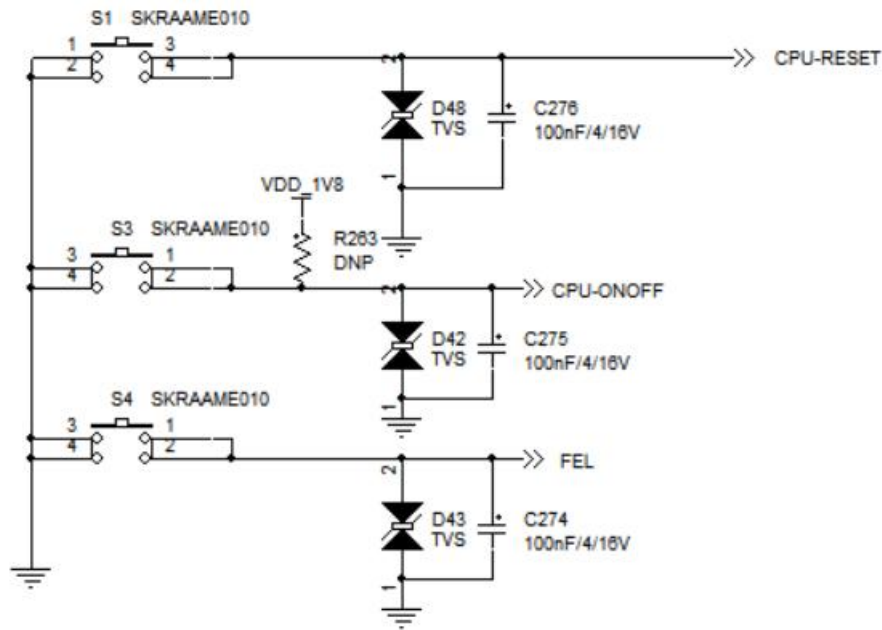 S1 SKRAAME010
1 3
2 4
2
CPU-RESET
D48
TVS
C276
100nF/4/16V
1
VDD_1V8
R263
DNP
S3 SKRAAME010
3 1
4 2
2
CPU-ONOFF
D42
TVS
C275
100nF/4/16V
1
S4 SKRAAME010
3 1
4 2
2
FEL
D43
TVS
C274
100nF/4/16V
1